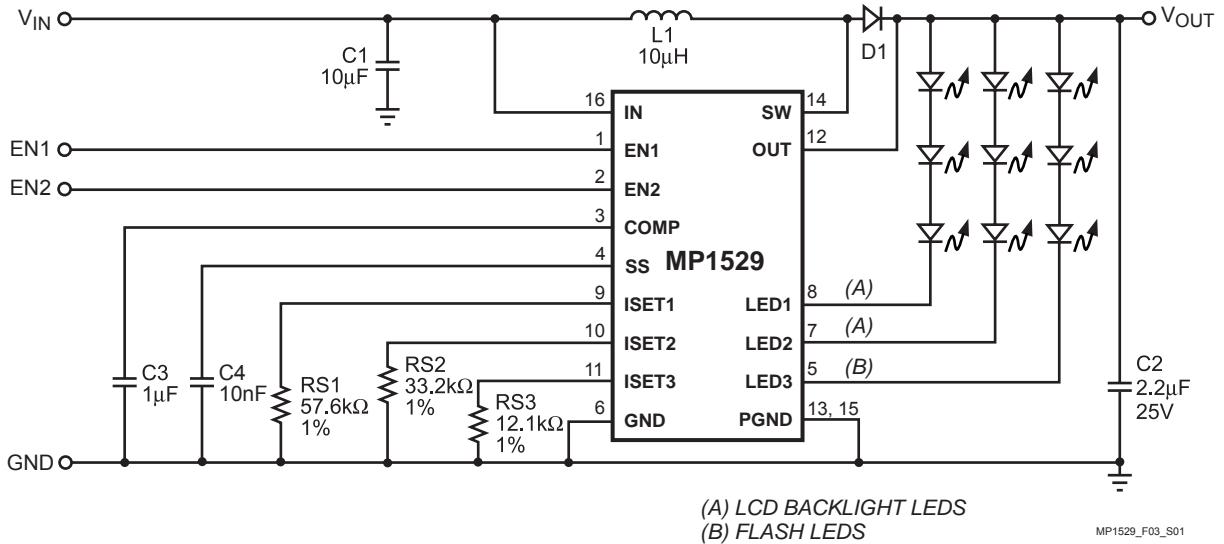 VIN
VOUT
L1
10µH
D1
C1
10µF
EN1
EN2
16
IN
1
EN1
2
EN2
3
COMP
4
SS
9
ISET1
10
ISET2
11
ISET3
6
GND
MP1529
SW
14
OUT
12
LED1
8
(A)
LED2
7
(A)
LED3
5
(B)
PGND
13, 15
C3
1µF
C4
10nF
RS1
57.6kΩ
1%
RS2
33.2kΩ
1%
RS3
12.1kΩ
1%
C2
2.2µF
25V
GND
(A) LCD BACKLIGHT LEDS
(B) FLASH LEDS
MP1529_F03_S01